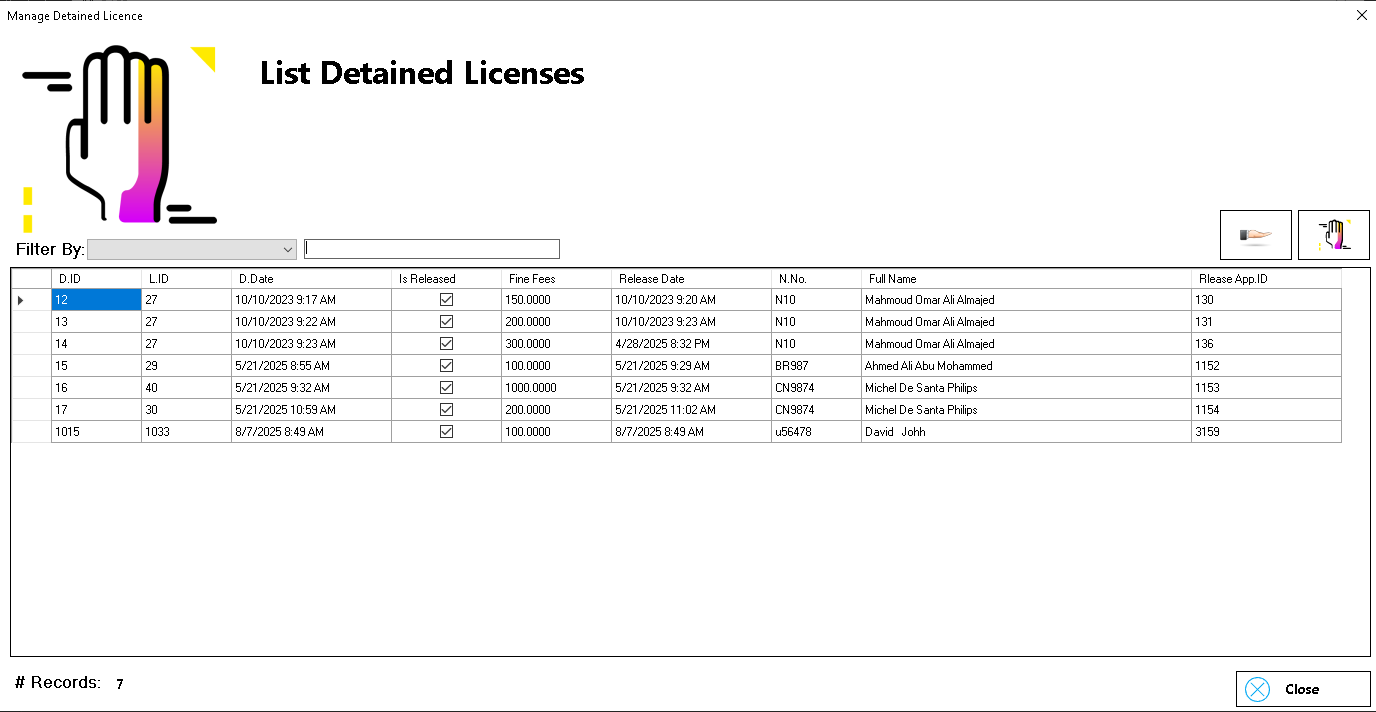 Manage Detained Licence
List Detained Licenses
Filter By:
D.ID L.ID D.Date Is Released Fine Fees Release Date N.No. Full Name Rlease App.ID
12 27 10/10/2023 9:17 AM 150.0000 10/10/2023 9:20 AM N10 Mahmoud Omar Ali Almajed 130
13 27 10/10/2023 9:22 AM 200.0000 10/10/2023 9:23 AM N10 Mahmoud Omar Ali Almajed 131
14 27 10/10/2023 9:23 AM 300.0000 4/28/2025 8:32 PM N10 Mahmoud Omar Ali Almajed 136
15 29 5/21/2025 8:55 AM 100.0000 5/21/2025 9:29 AM BR987 Ahmed Ali Abu Mohammed 1152
16 40 5/21/2025 9:32 AM 1000.0000 5/21/2025 9:32 AM CN9874 Michel De Santa Philips 1153
17 30 5/21/2025 10:59 AM 200.0000 5/21/2025 11:02 AM CN9874 Michel De Santa Philips 1154
1015 1033 8/7/2025 8:49 AM 100.0000 8/7/2025 8:49 AM u56478 David Johh 3159
# Records: 7
Close